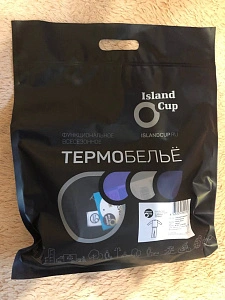 Island
Cup
ФУНКЦИОНАЛЬНОЕ
ВСЕСЕЗОННОЕ
ISLANDCUP.RU
ТЕРМОБЕЛЬЁ